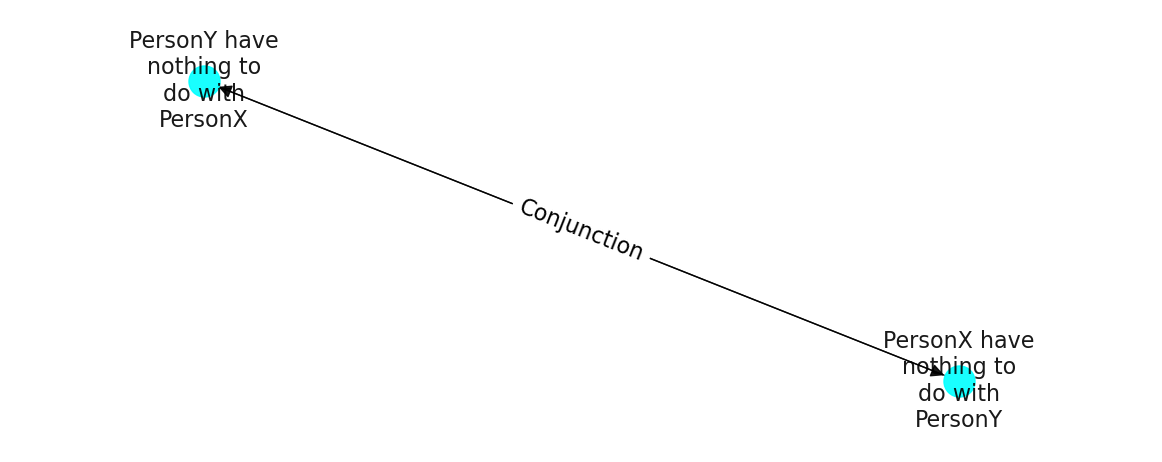 PersonY have
nothing to
do with
PersonX
Conjunction
PersonX have
nothing to
do with
PersonY